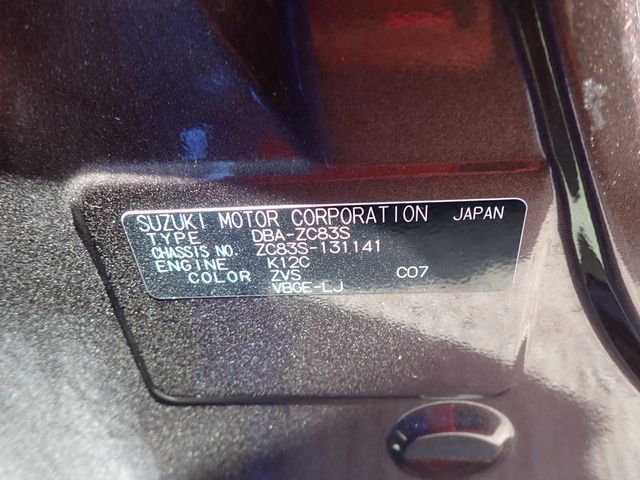 SUZUKI MOTOR CORPORATION JAPAN
TYPE DBA-ZC83S
CHASSIS NO. ZC83S-131141
ENGINE K12C
COLOR ZVS C07
VBGE-LJ